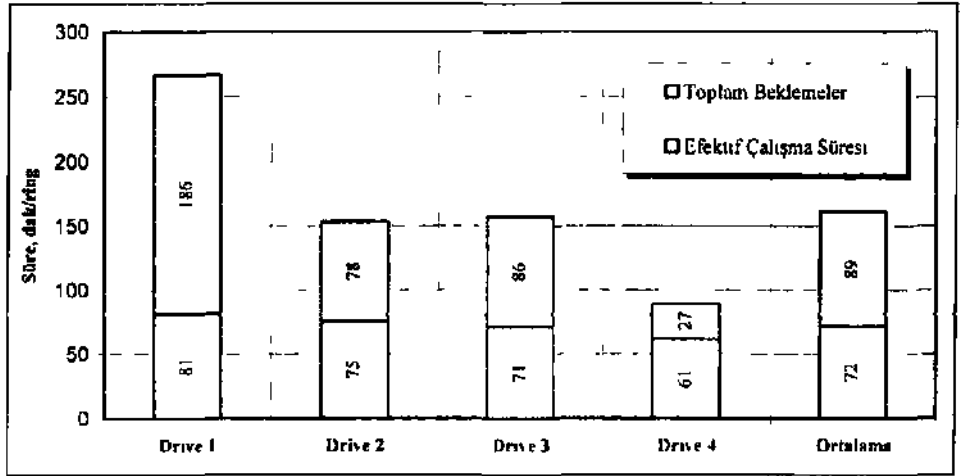 300
250
200
150
100
50
0
Süre, dak/ring
Toplam Beklemeler
Efektif Çalışma Süresi
186
81
78
75
86
71
27
61
89
72
Drive 1
Drive 2
Drive 3
Drive 4
Ortalama